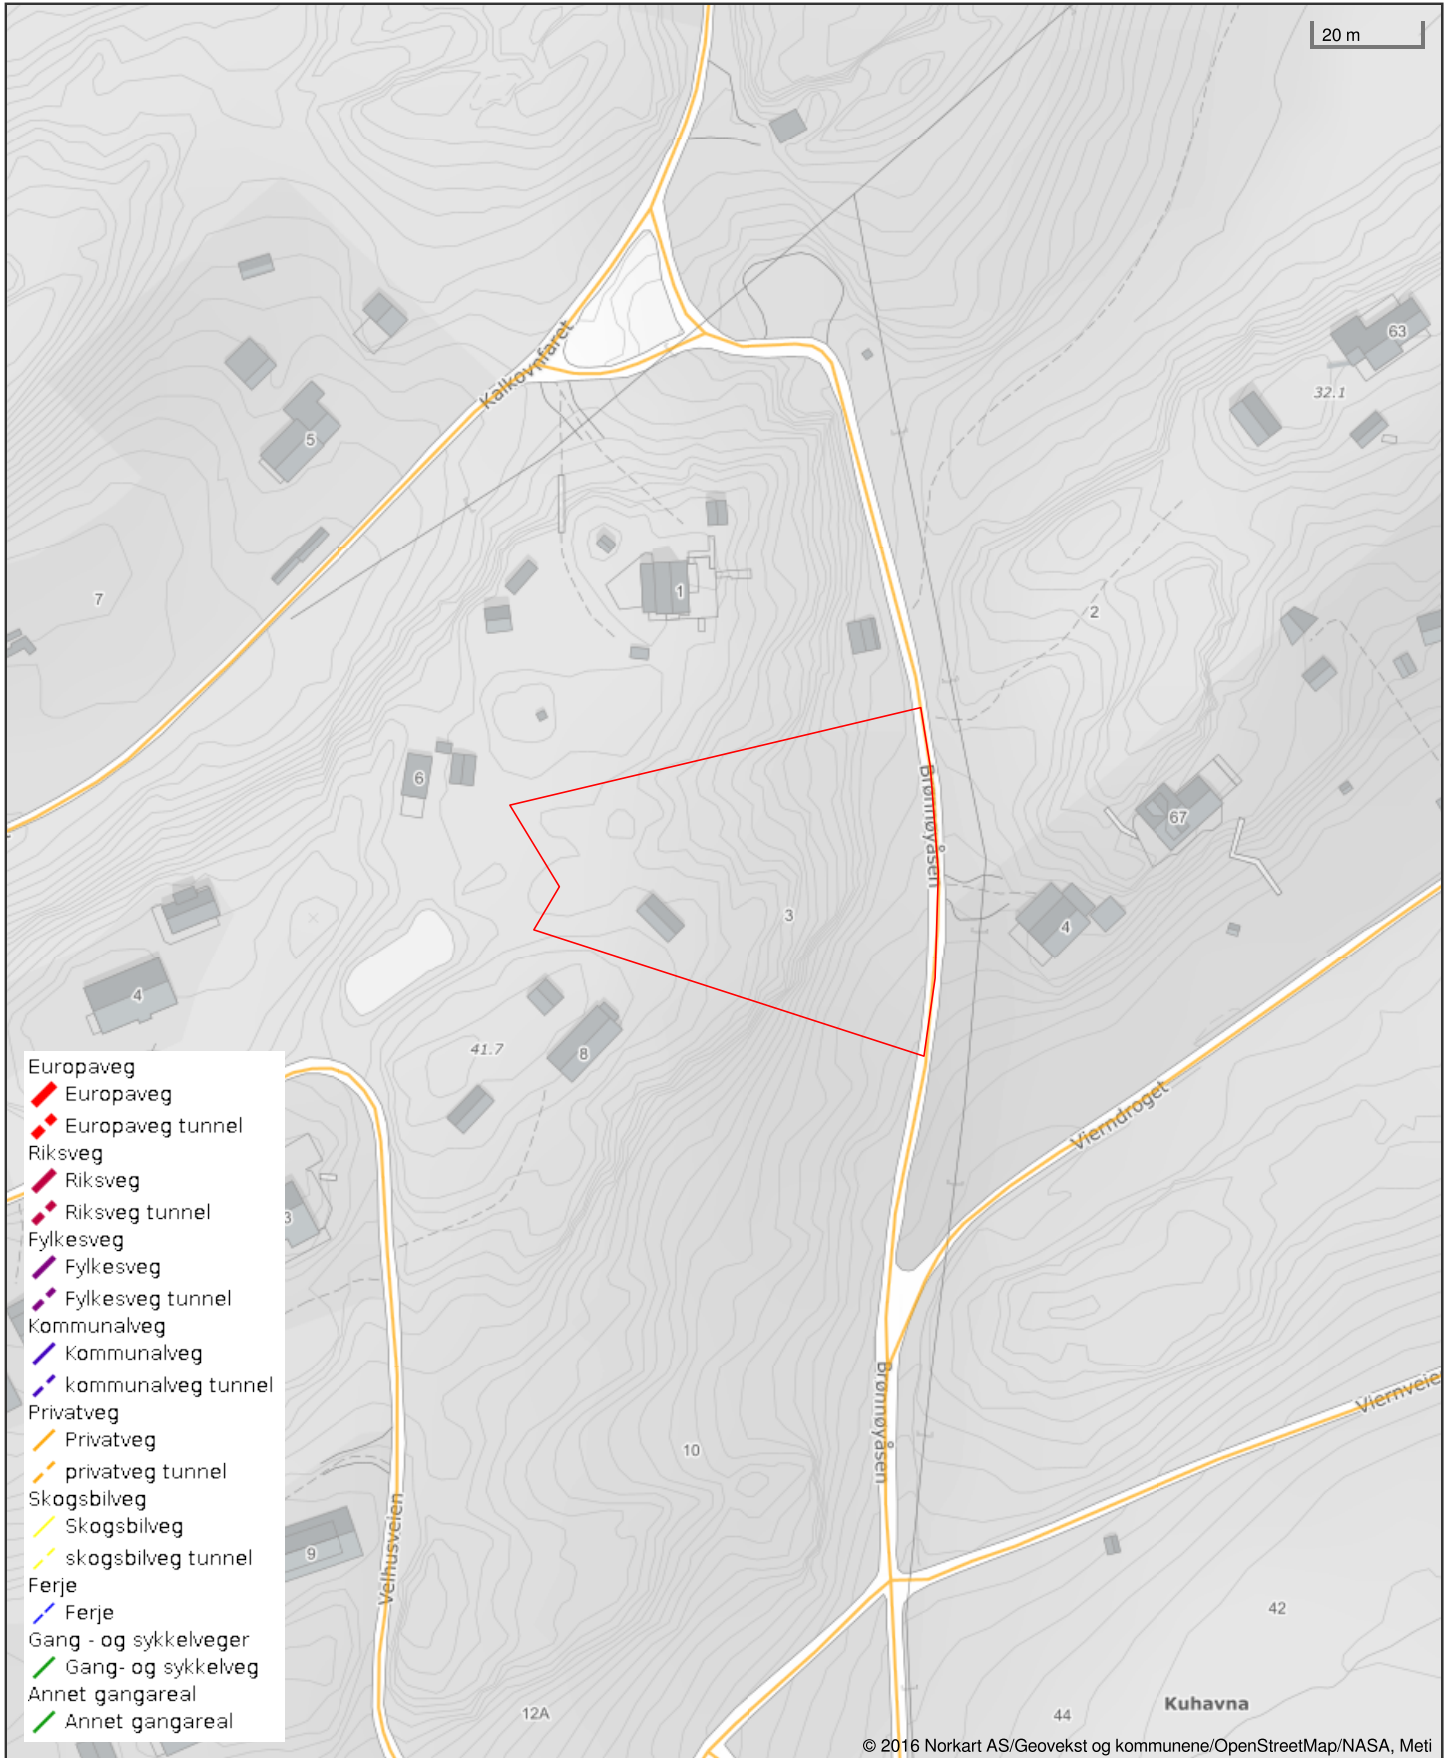 20 m
63
Kalkovnfaret
32.1
5
1
7
2
6
Brønnøyåsen
67
3
4
4
41.7
8
Europaveg
Europaveg
Europaveg tunnel
Riksveg
Riksveg
Riksveg tunnel
Fylkesveg
Fylkesveg
Fylkesveg tunnel
Kommunalveg
Kommunalveg
kommunalveg tunnel
Privatveg
Privatveg
privatveg tunnel
Skogsbilveg
Skogsbilveg
skogsbilveg tunnel
Ferje
Ferje
Gang - og sykkelveger
Gang- og sykkelveg
Annet gangareal
Annet gangareal
Vierndroget
3
Brønnøyåsen
Viernveie
10
Velhusveien
9
42
12A
44
Kuhavna
© 2016 Norkart AS/Geovekst og kommunene/OpenStreetMap/NASA, Meti